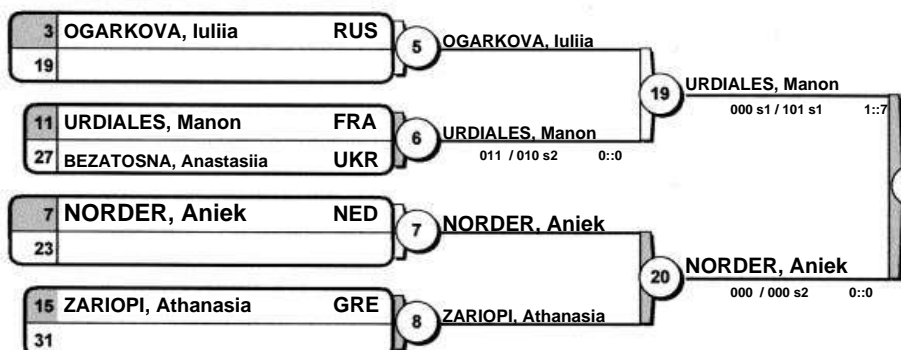 3 OGARKOVA, Iuliia RUS
19
5 OGARKOVA, Iuliia
11 URDIALES, Manon FRA
27 BEZATOSNA, Anastasiia UKR
6 URDIALES, Manon
011 / 010 s2 0::0
19 URDIALES, Manon
000 s1 / 101 s1 1::7
7 NORDER, Aniek NED
23
7 NORDER, Aniek
15 ZARIOPI, Athanasia GRE
31
8 ZARIOPI, Athanasia
20 NORDER, Aniek
000 / 000 s2 0::0